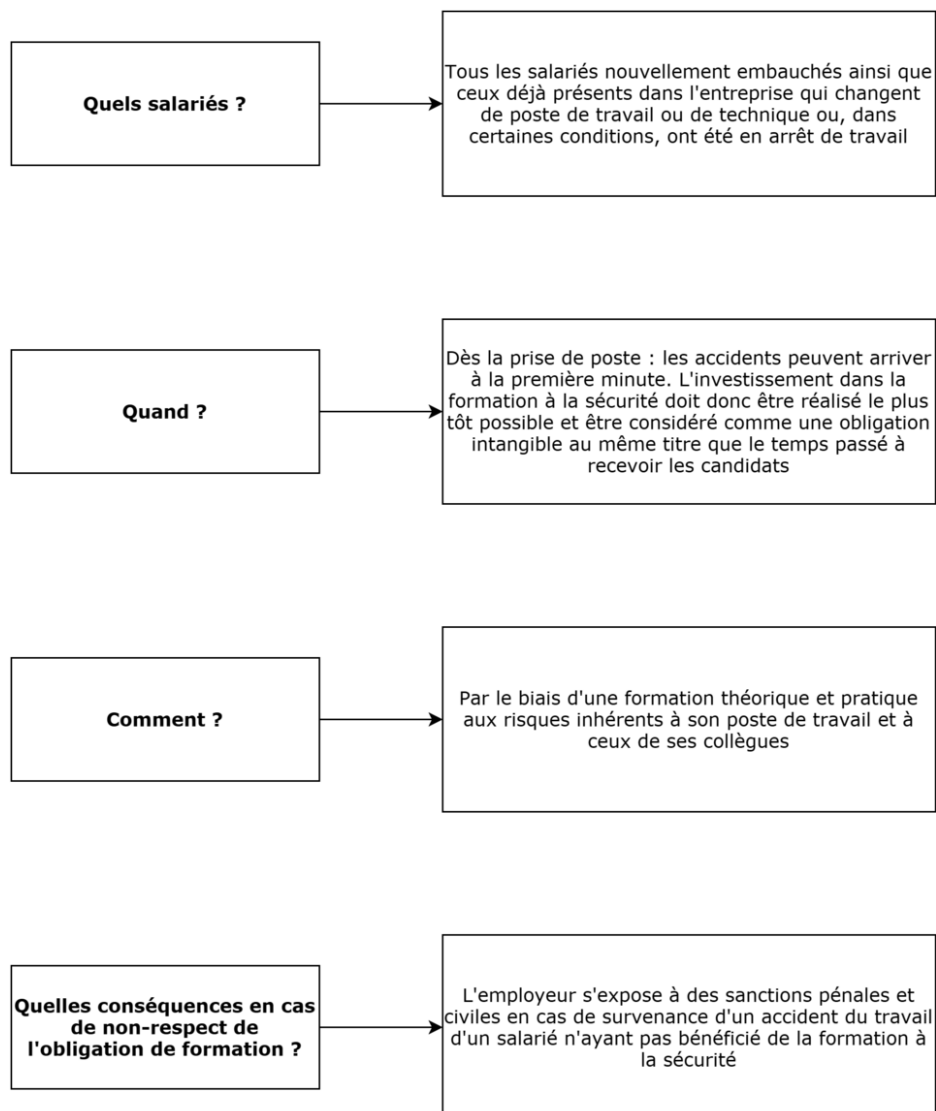 Quels salariés ?
Tous les salariés nouvellement embauchés ainsi que
ceux déjà présents dans l'entreprise qui changent
de poste de travail ou de technique ou, dans
certaines conditions, ont été en arrêt de travail
Quand ?
Dès la prise de poste : les accidents peuvent arriver
à la première minute. L'investissement dans la
formation à la sécurité doit donc être réalisé le plus
tôt possible et être considéré comme une obligation
intangible au même titre que le temps passé à
recevoir les candidats
Comment ?
Par le biais d'une formation théorique et pratique
aux risques inhérents à son poste de travail et à
ceux de ses collègues
Quelles conséquences en cas
de non-respect de
l'obligation de formation ?
L'employeur s'expose à des sanctions pénales et
civiles en cas de survenance d'un accident du travail
d'un salarié n'ayant pas bénéficié de la formation à
la sécurité